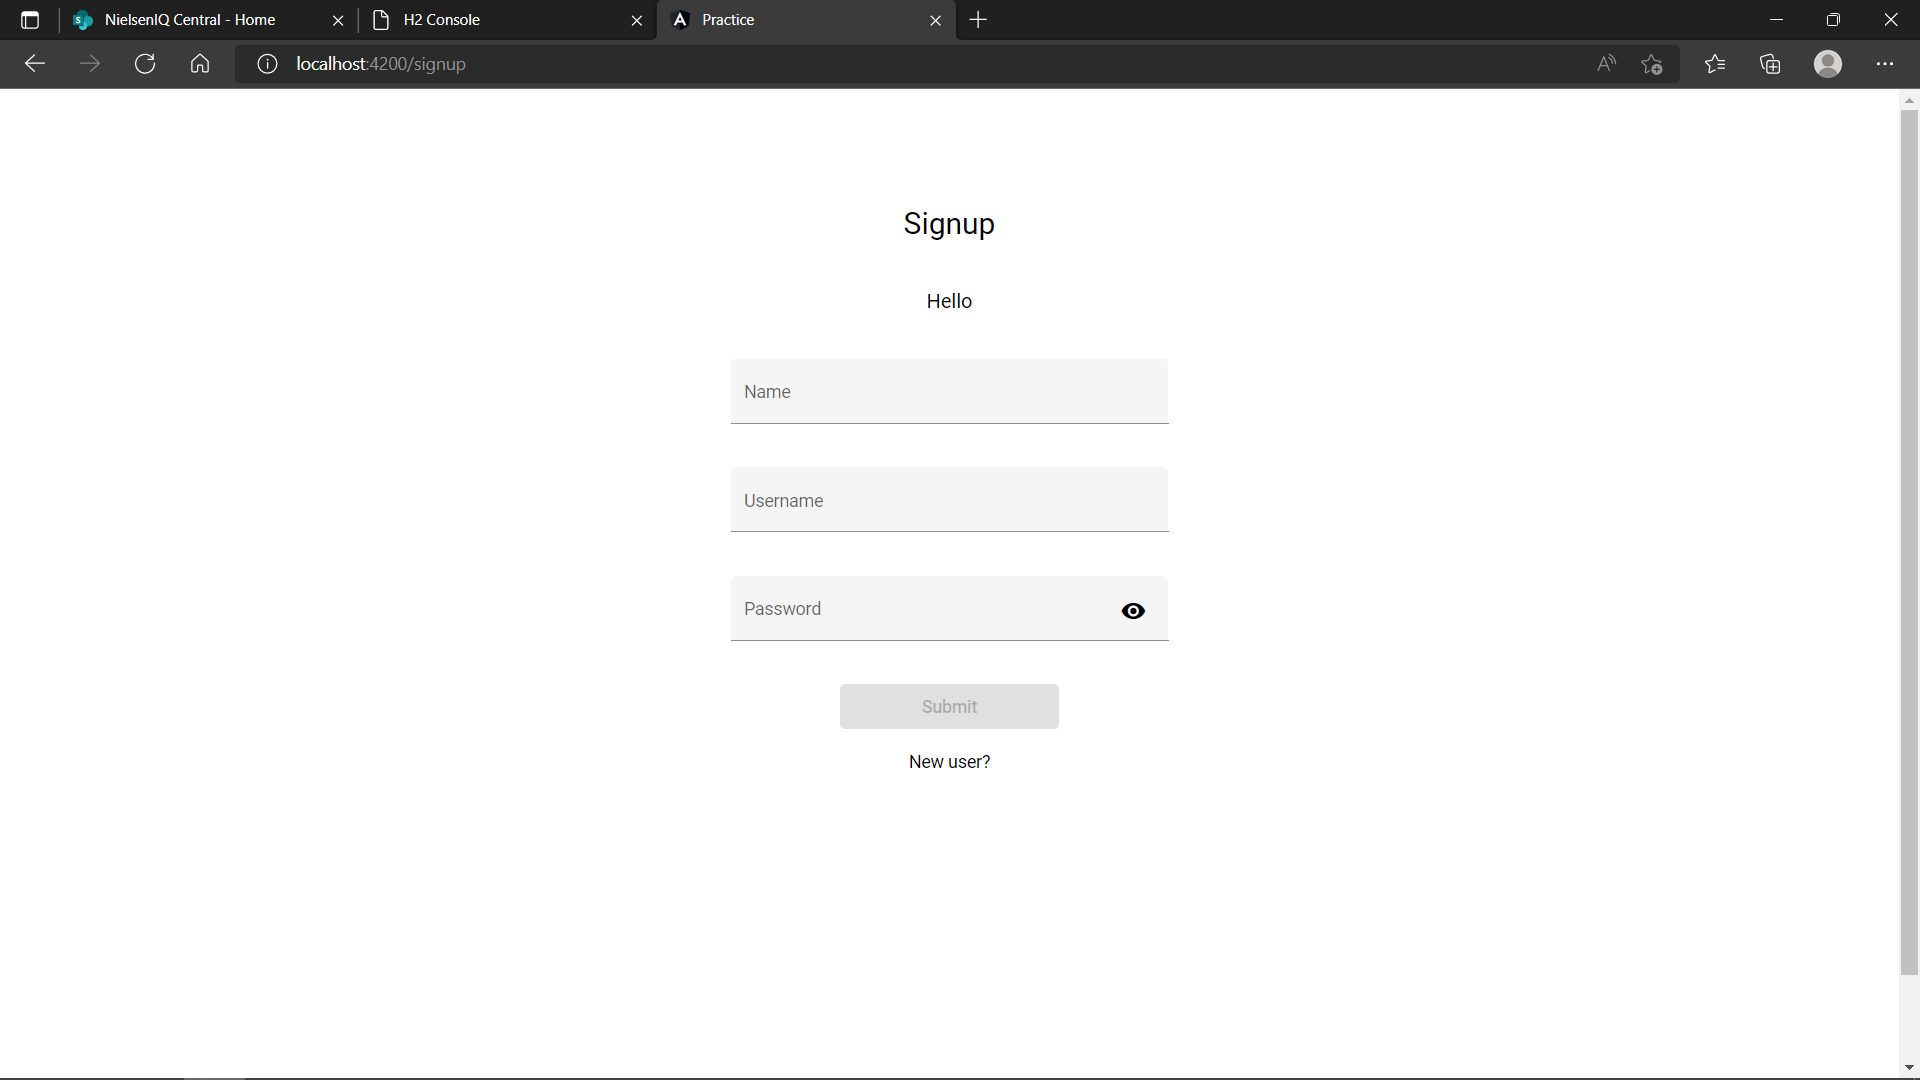 NielsenIQ Central - Home
H2 Console
Practice
localhost:4200/signup
Signup
Hello
Name
Username
Password
Submit
New user?